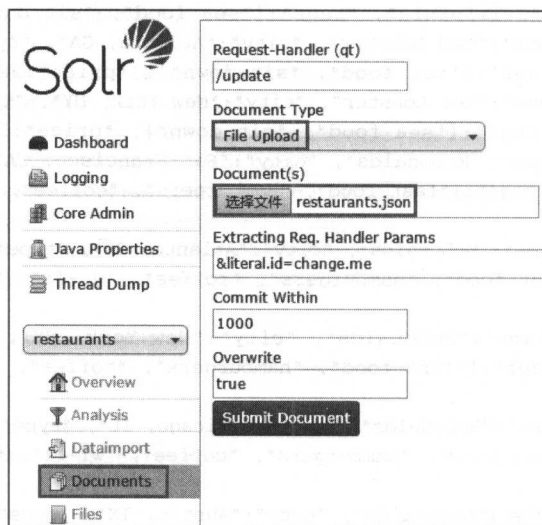 Solr
Dashboard
Logging
Core Admin
Java Properties
Thread Dump
restaurants
Overview
Analysis
Dataimport
Documents
Files
Request-Handler (qt)
/update
Document Type
File Upload
Document(s)
选择文件 restaurants.json
Extracting Req. Handler Params
&literal.id=change.me
Commit Within
1000
Overwrite
true
Submit Document